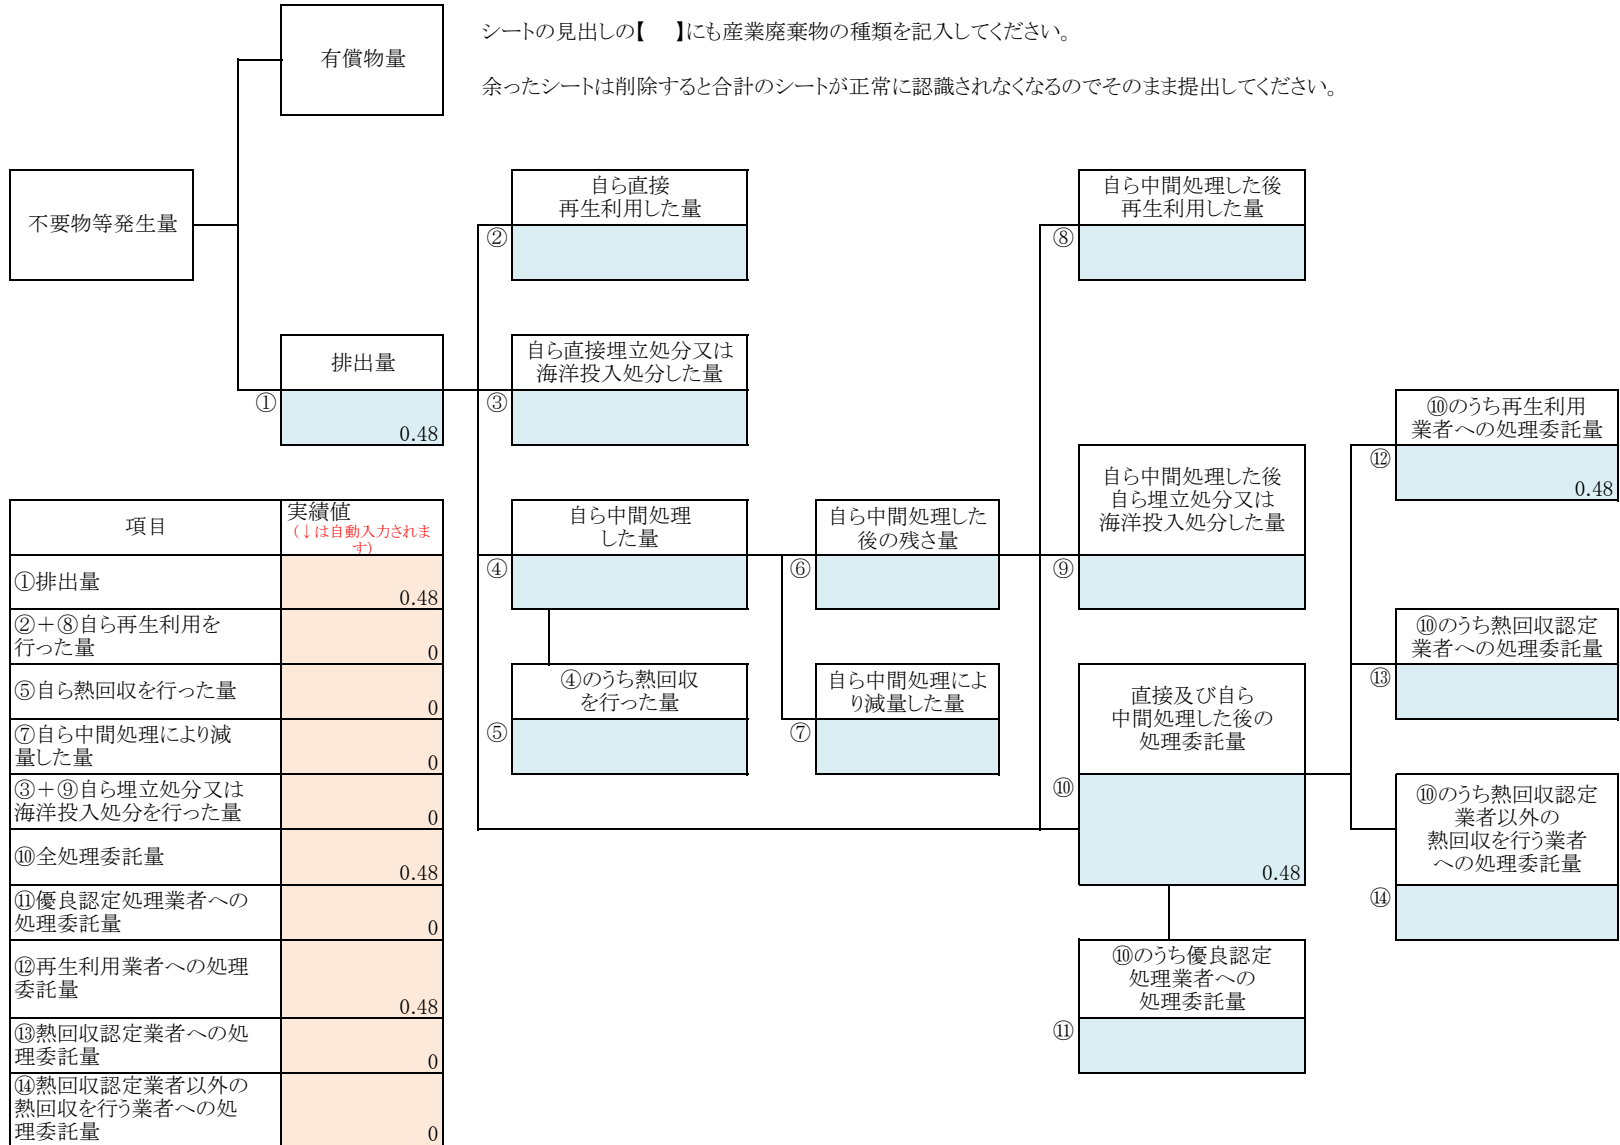 シートの見出しの【　】にも産業廃棄物の種類を記入してください。
有償物量
余ったシートは削除すると合計のシートが正常に認識されなくなるのでそのまま提出してください。
不要物等発生量
自ら直接
再生利用した量
②
自ら中間処理した後
再生利用した量
⑧
排出量
①
0.48
自ら直接埋立処分又は
海洋投入処分した量
③
⑩のうち再生利用
業者への処理委託量
⑫
0.48
自ら中間処理
した量
④
自ら中間処理した
後の残さ量
⑥
自ら中間処理した後
自ら埋立処分又は
海洋投入処分した量
⑨
④のうち熱回収
を行った量
⑤
自ら中間処理によ
り減量した量
⑦
直接及び自ら
中間処理した後の
処理委託量
⑩
0.48
⑩のうち熱回収認定
業者への処理委託量
⑬
⑩のうち熱回収認定
業者以外の
熱回収を行う業者
への処理委託量
⑭
⑩のうち優良認定
処理業者への
処理委託量
⑪
項目
実績値
(↓は自動入力されま
す)
①排出量
0.48
②＋⑧自ら再生利用を
行った量
0
⑤自ら熱回収を行った量
0
⑦自ら中間処理により減
量した量
0
③＋⑨自ら埋立処分又は
海洋投入処分を行った量
0
⑩全処理委託量
0.48
⑪優良認定処理業者への
処理委託量
0
⑫再生利用業者への処理
委託量
0.48
⑬熱回収認定業者への処
理委託量
0
⑭熱回収認定業者以外の
熱回収を行う業者への処
理委託量
0